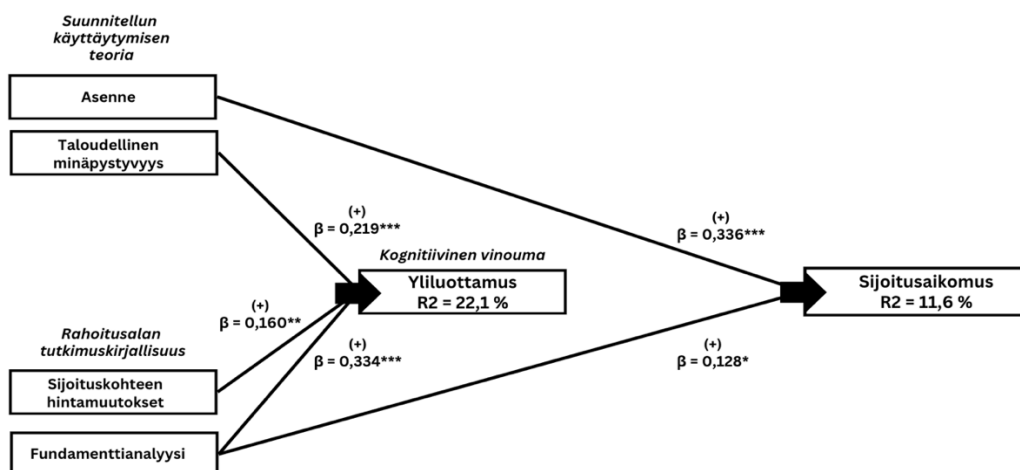 Suunnitellun
käyttäytymisen
teoria
Asenne
Taloudellinen
minäpystyvyys
(+)
β = 0,219***
(+)
β = 0,336***
Kognitiivinen vinouma
Yliluottamus
R2 = 22,1 %
Sijoitusaikomus
R2 = 11,6 %
(+)
β = 0,160**
Rahoitusalan
tutkimuskirjallisuus
(+)
β = 0,334***
(+)
β = 0,128*
Sijoituskohteen
hintamuutokset
Fundamenttianalyysi